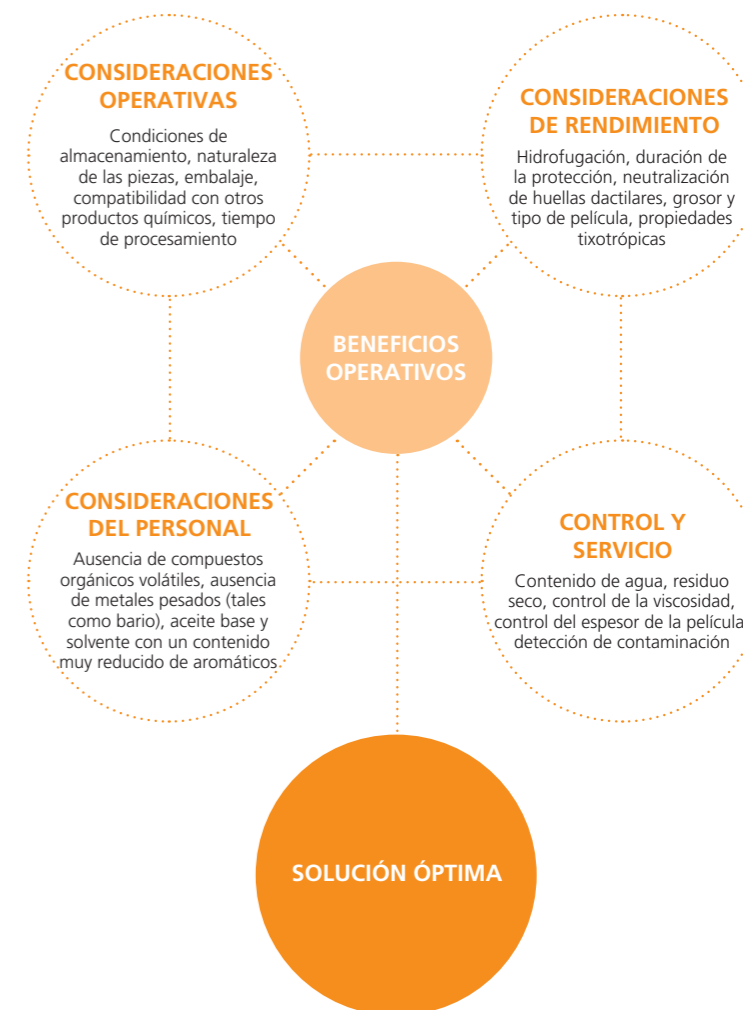 CONSIDERACIONES
OPERATIVAS
Condiciones de
almacenamiento, naturaleza
de las piezas, embalaje,
compatibilidad con otros
productos químicos, tiempo
de procesamiento
CONSIDERACIONES
DE RENDIMIENTO
Hidrofugación, duración de
la protección, neutralización
de huellas dactilares, grosor y
tipo de película, propiedades
tixotrópicas
BENEFICIOS
OPERATIVOS
CONSIDERACIONES
DEL PERSONAL
Ausencia de compuestos
orgánicos volátiles, ausencia
de metales pesados (tales
como bario), aceite base y
solvente con un contenido
muy reducido de aromáticos
CONTROL Y
SERVICIO
Contenido de agua, residuo
seco, control de la viscosidad,
control del espesor de la película
detección de contaminación
SOLUCIÓN ÓPTIMA